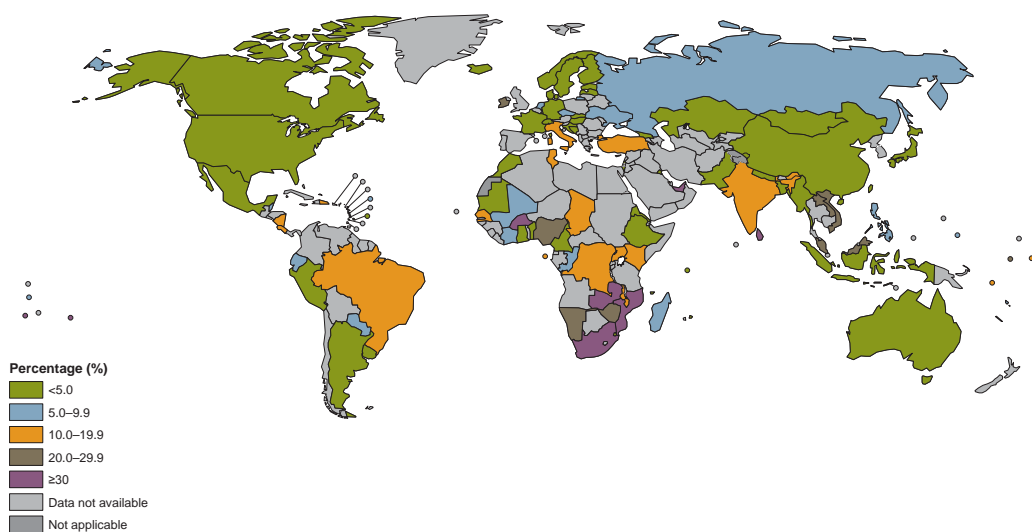 Percentage (%)
<5.0
5.0–9.9
10.0–19.9
20.0–29.9
≥30
Data not available
Not applicable